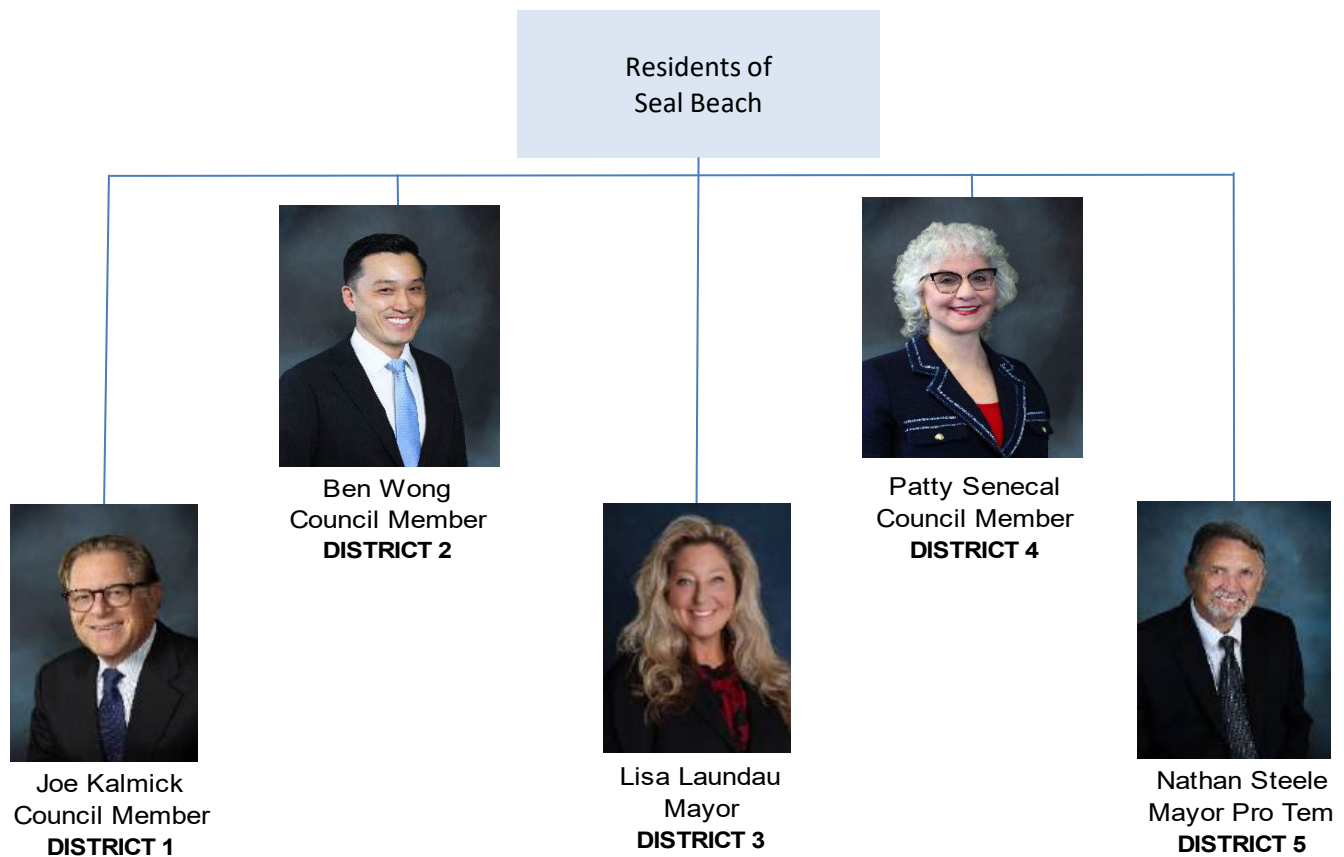 Residents of
Seal Beach
Ben Wong
Council Member
DISTRICT 2
Patty Senecal
Council Member
DISTRICT 4
Joe Kalmick
Council Member
DISTRICT 1
Lisa Laundau
Mayor
DISTRICT 3
Nathan Steele
Mayor Pro Tem
DISTRICT 5